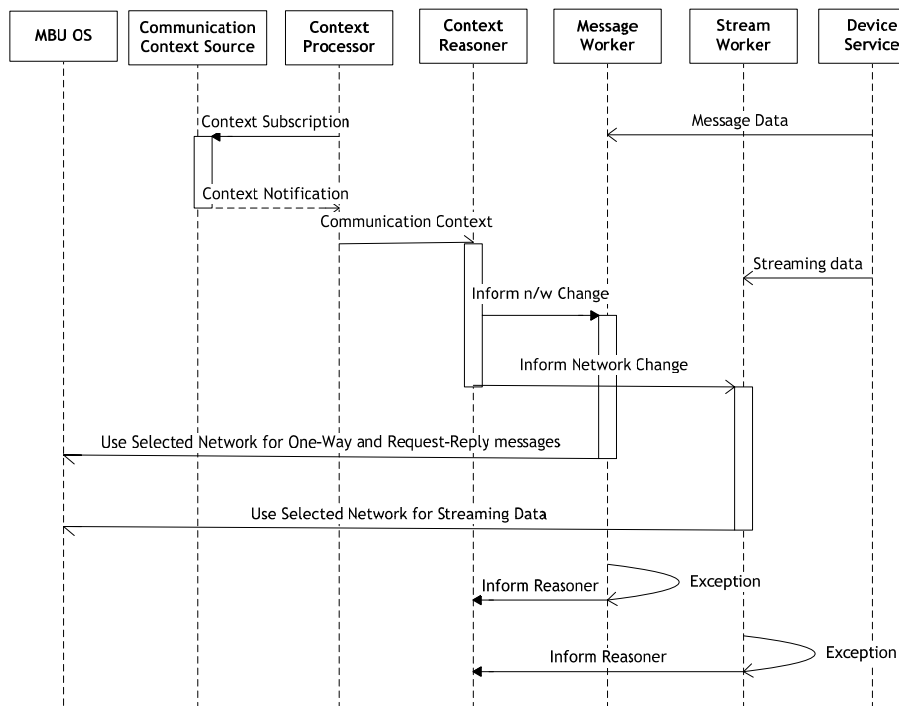 MBU OS
Communication
Context Source
Context
Processor
Context
Reasoner
Message
Worker
Stream
Worker
Device
Service
Context Subscription
Message Data
Context Notification
Communication Context
Streaming data
Inform n/w Change
Inform Network Change
Use Selected Network for One-Way and Request-Reply messages
Use Selected Network for Streaming Data
Inform Reasoner
Exception
Inform Reasoner
Exception